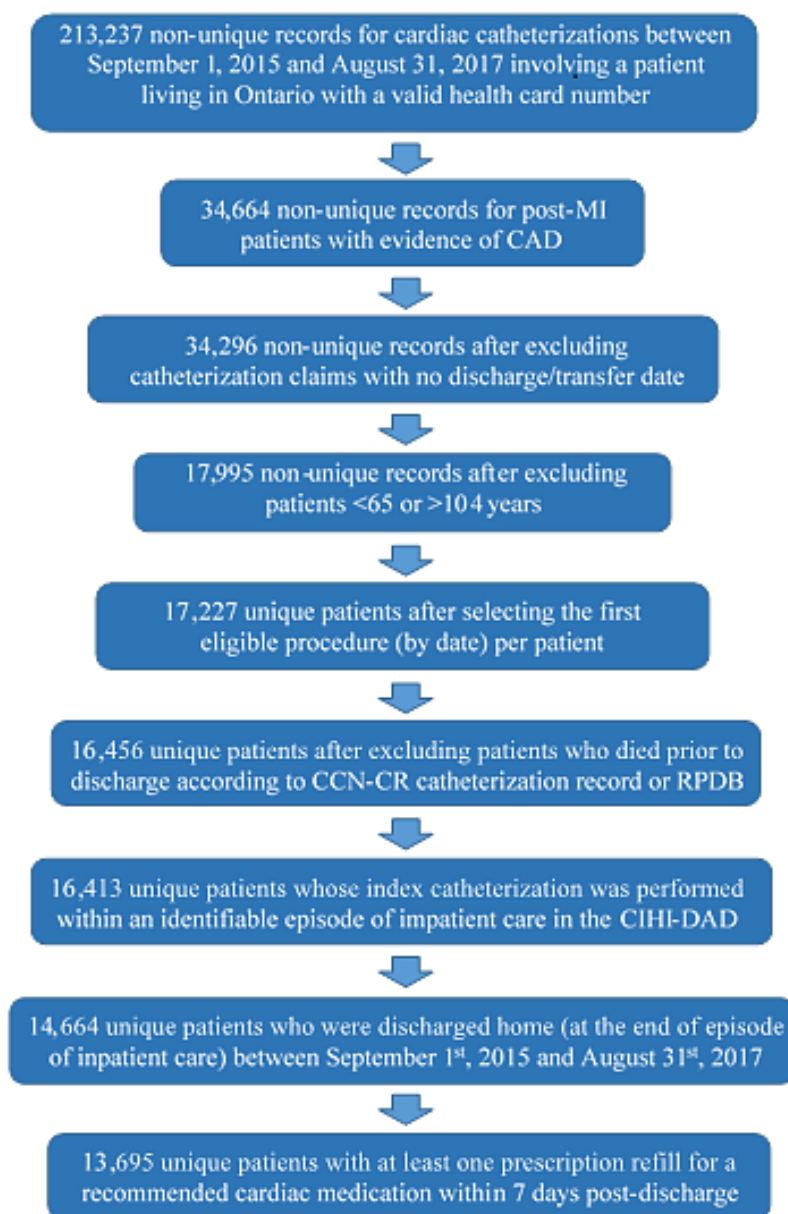 213,237 non-unique records for cardiac catheterizations between
September 1, 2015 and August 31, 2017 involving a patient
living in Ontario with a valid health card number
34,664 non-unique records for post-MI
patients with evidence of CAD
34,296 non-unique records after excluding
catheterization claims with no discharge/transfer date
17,995 non-unique records after excluding
patients <65 or >104 years
17,227 unique patients after selecting the first
eligible procedure (by date) per patient
16,456 unique patients after excluding patients who died prior to
discharge according to CCN-CR catheterization record or RPDB
16,413 unique patients whose index catheterization was performed
within an identifiable episode of impatient care in the CIHI-DAD
14,664 unique patients who were discharged home (at the end of episode
of inpatient care) between September 1st, 2015 and August 31st, 2017
13,695 unique patients with at least one prescription refill for a
recommended cardiac medication within 7 days post-discharge